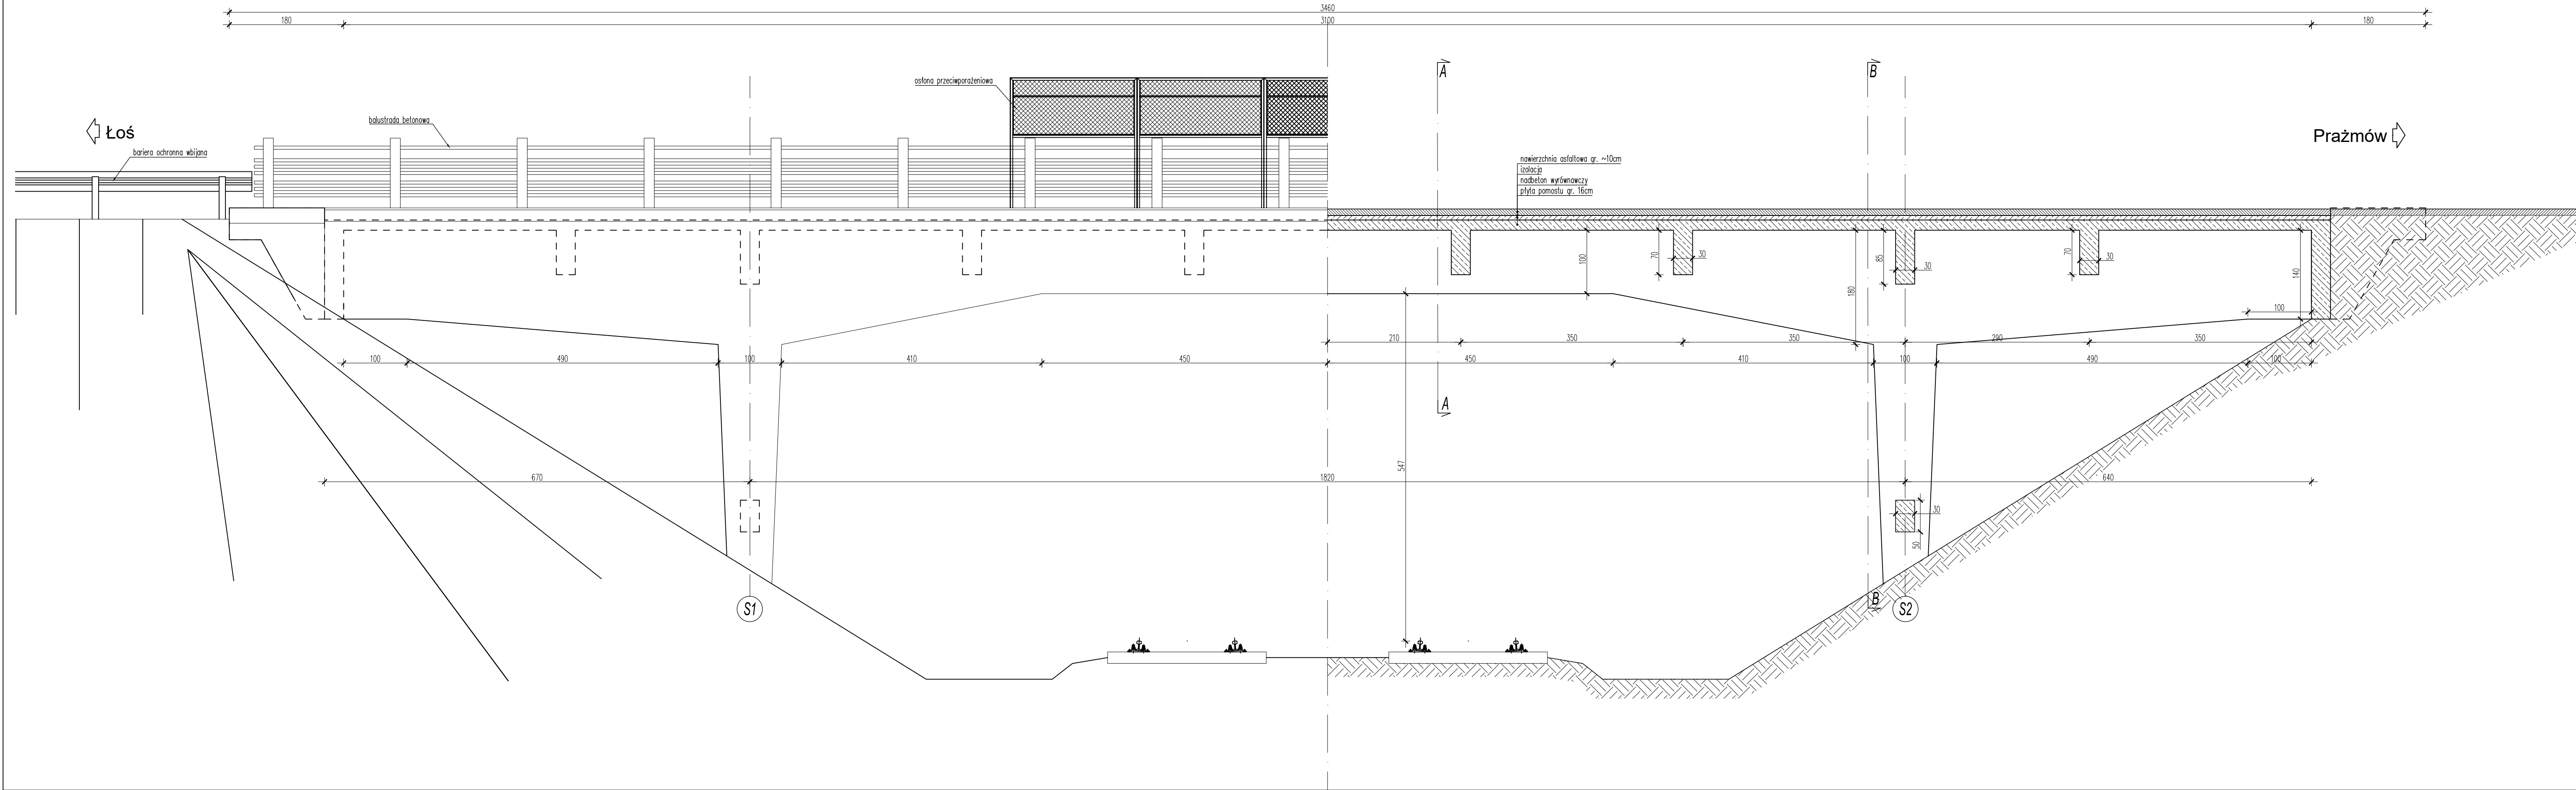 3460
180
3100
180
osłona przeciwporażeniowa
A
B
Łoś
balustrada betonowa
bariera ochronna wbijana
Prażmów
nawierzchnia asfaltowa gr. ~10cm
izolacja
nadbeton wyrównawczy
płyta pomostu gr. 16cm
100
70
30
180
85
30
70
30
140
100
210
350
350
290
350
100
490
100
410
450
450
410
100
490
100
A
547
670
1820
640
30
50
S1
B
S2